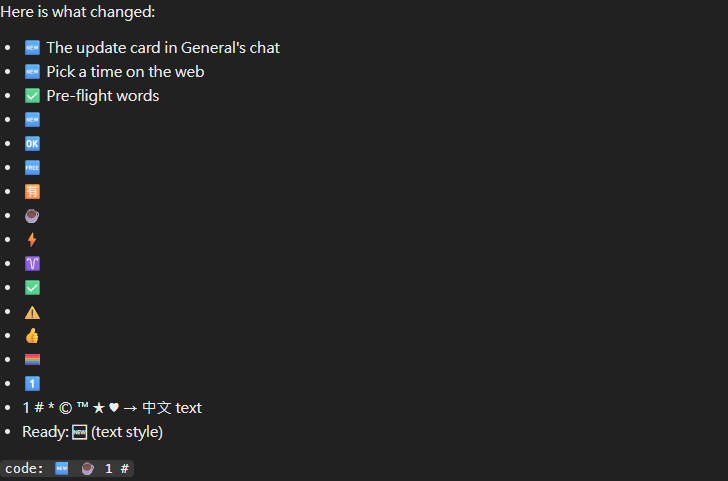 Here is what changed:
• 🆕 The update card in General's chat
• 🆕 Pick a time on the web
• ✅ Pre-flight words
• 🆕
• 🆗
• 🆓
• 🈶
• ☕
• ⚡
• ♈
• ✅
• ⚠️
• 👍
• 🏳️‍🌈
• 1️⃣
• 1 # * © ™ ★ ♥ → 中文 text
• Ready: 🆕︎ (text style)
code: 🆕 ☕ 1 #